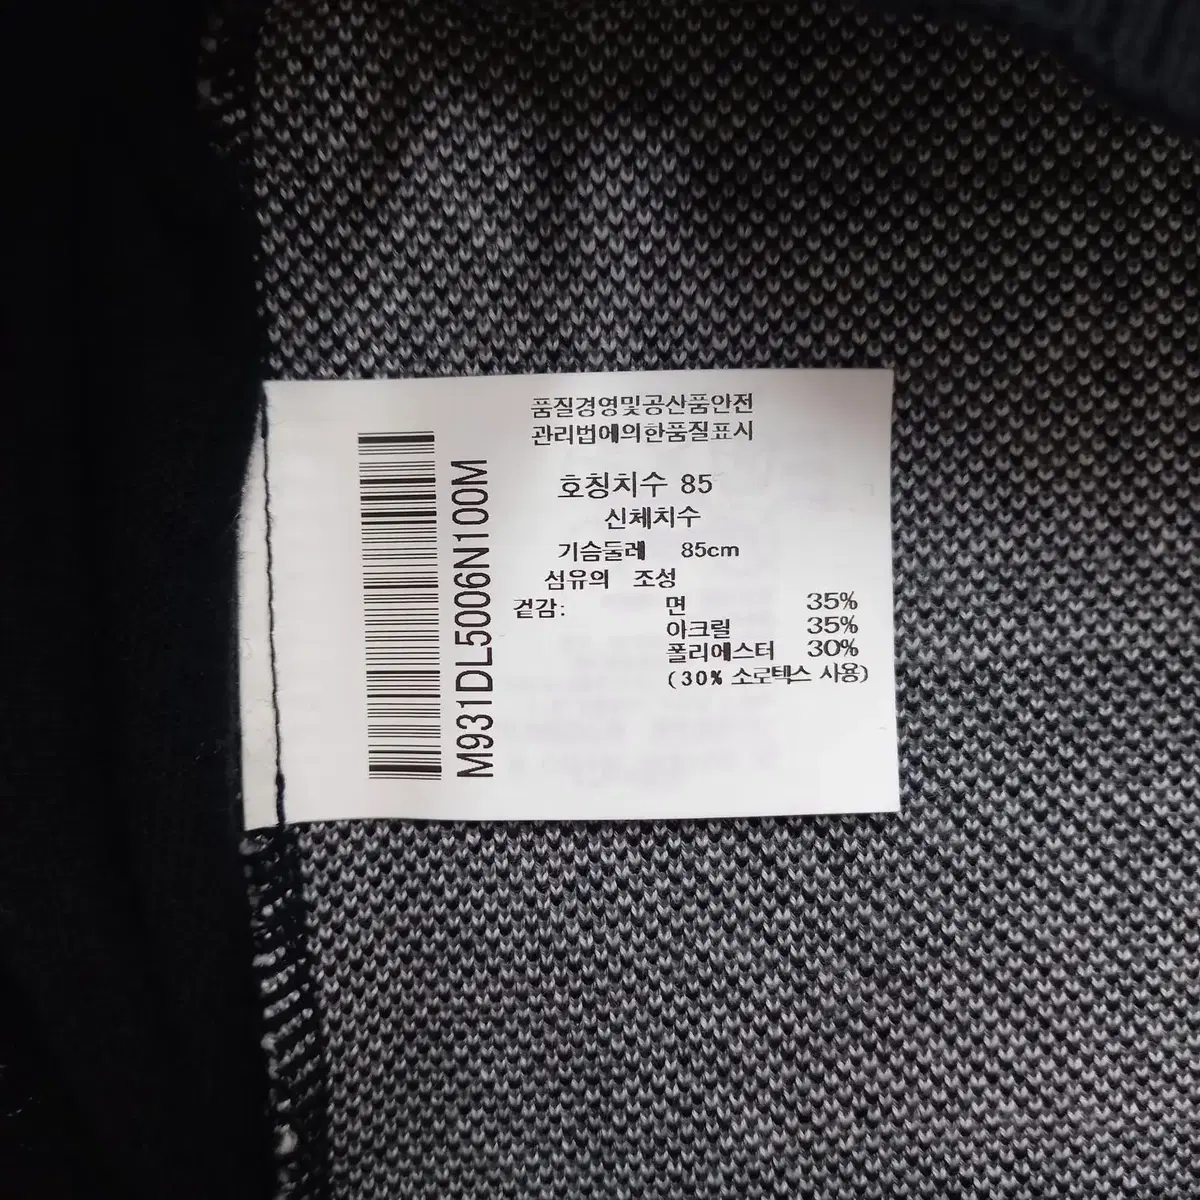 품질경영및공산품안전
관리법에의한품질표시
호칭치수 85
신체치수
기슴둘레 85cm
섬유의 조성
겉감: 면 35%
아크릴 35%
폴리에스터 30%
(30% 소로텍스 사용)
M931DL5006N100M